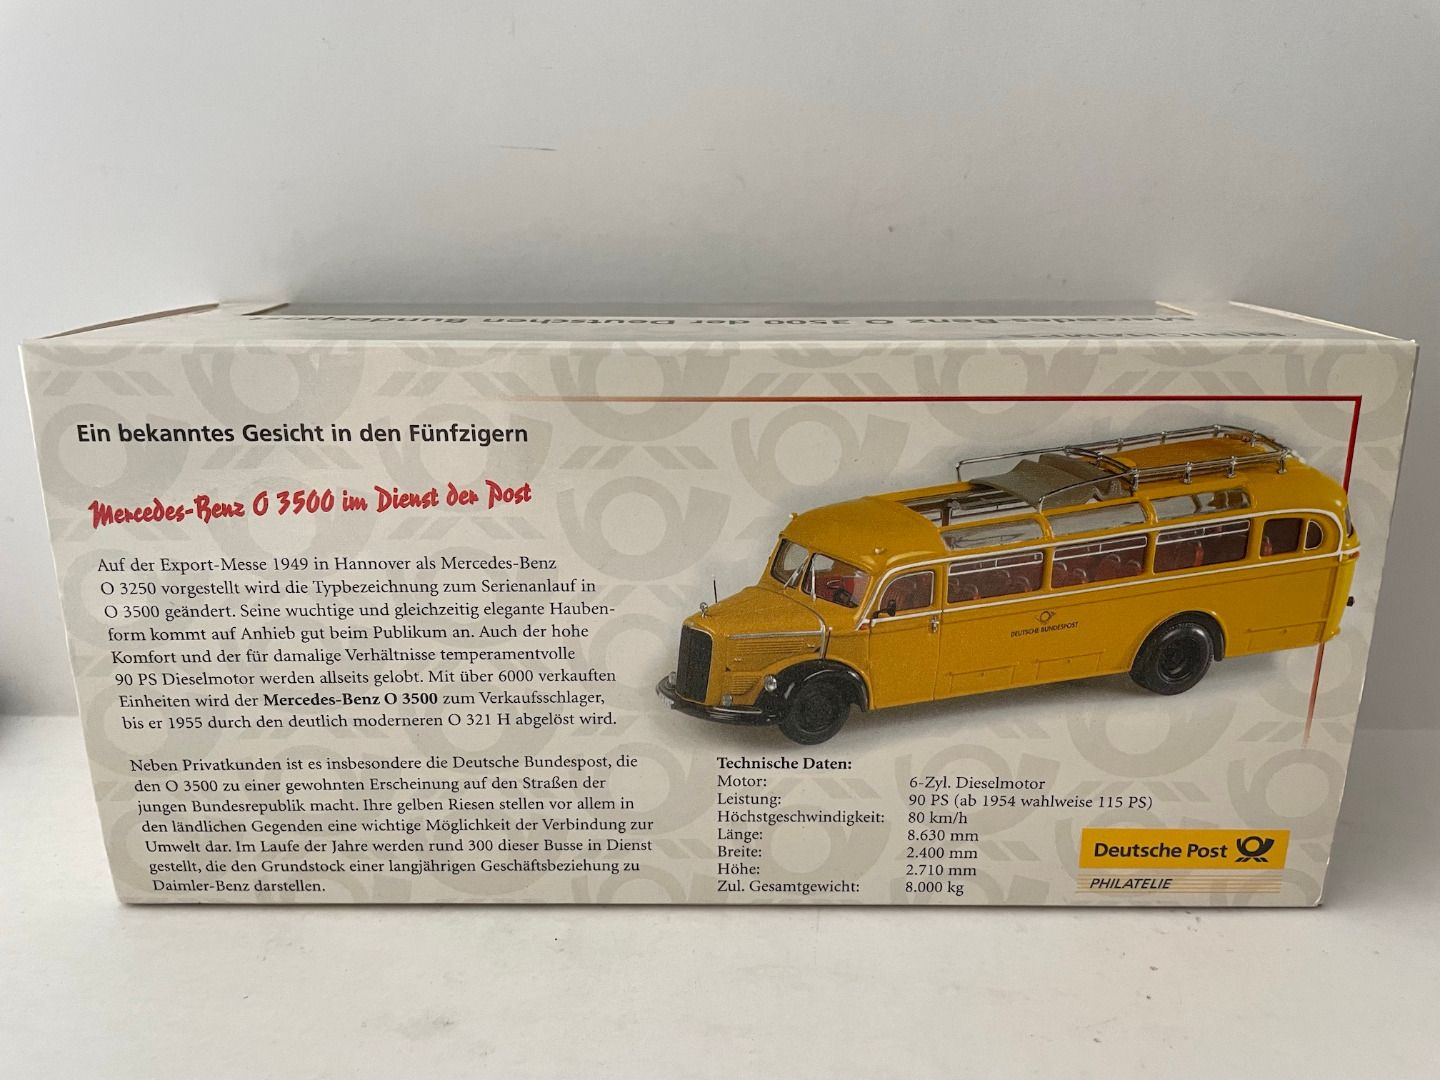 Mercedes-Benz O 3500 der Deutschen Bundespost
Ein bekanntes Gesicht in den Fünfzigern
Mercedes-Benz O 3500 im Dienst der Post
Auf der Export-Messe 1949 in Hannover als Mercedes-Benz
O 3250 vorgestellt wird die Typbezeichnung zum Serienanlauf in
O 3500 geändert. Seine wuchtige und gleichzeitig elegante Hauben-
form kommt auf Anhieb gut beim Publikum an. Auch der hohe
Komfort und der für damalige Verhältnisse temperamentvolle
90 PS Dieselmotor werden allseits gelobt. Mit über 6000 verkauften
Einheiten wird der Mercedes-Benz O 3500 zum Verkaufsschlager,
bis er 1955 durch den deutlich moderneren O 321 H abgelöst wird.
Neben Privatkunden ist es insbesondere die Deutsche Bundespost, die
den O 3500 zu einer gewohnten Erscheinung auf den Straßen der
jungen Bundesrepublik macht. Ihre gelben Riesen stellen vor allem in
den ländlichen Gegenden eine wichtige Möglichkeit der Verbindung zur
Umwelt dar. Im Laufe der Jahre werden rund 300 dieser Busse in Dienst
gestellt, die den Grundstock einer langjährigen Geschäftsbeziehung zu
Daimler-Benz darstellen.
DEUTSCHE BUNDESPOST
Technische Daten:
Motor: 6-Zyl. Dieselmotor
Leistung: 90 PS (ab 1954 wahlweise 115 PS)
Höchstgeschwindigkeit: 80 km/h
Länge: 8.630 mm
Breite: 2.400 mm
Höhe: 2.710 mm
Zul. Gesamtgewicht: 8.000 kg
Deutsche Post
PHILATELIE